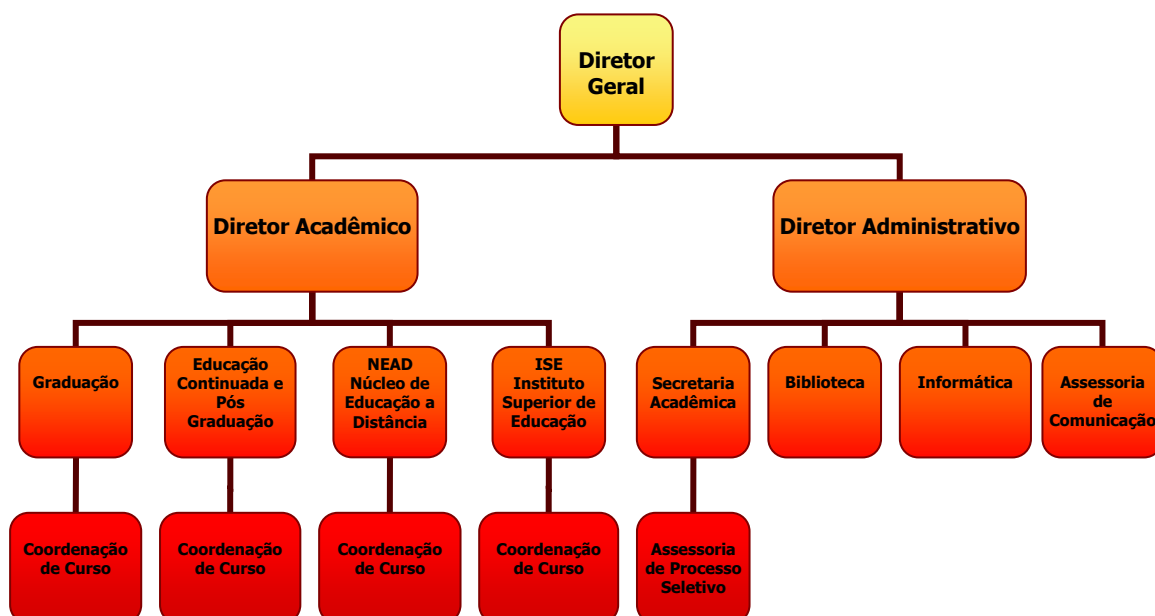 Diretor
Geral
Diretor Acadêmico
Diretor Administrativo
Graduação
Educação
Continuada e
Pós
Graduação
NEAD
Núcleo de
Educação a
Distância
ISE
Instituto
Superior de
Educação
Secretaria
Acadêmica
Biblioteca
Informática
Assessoria
de
Comunicação
Coordenação
de Curso
Coordenação
de Curso
Coordenação
de Curso
Coordenação
de Curso
Assessoria
de Processo
Seletivo